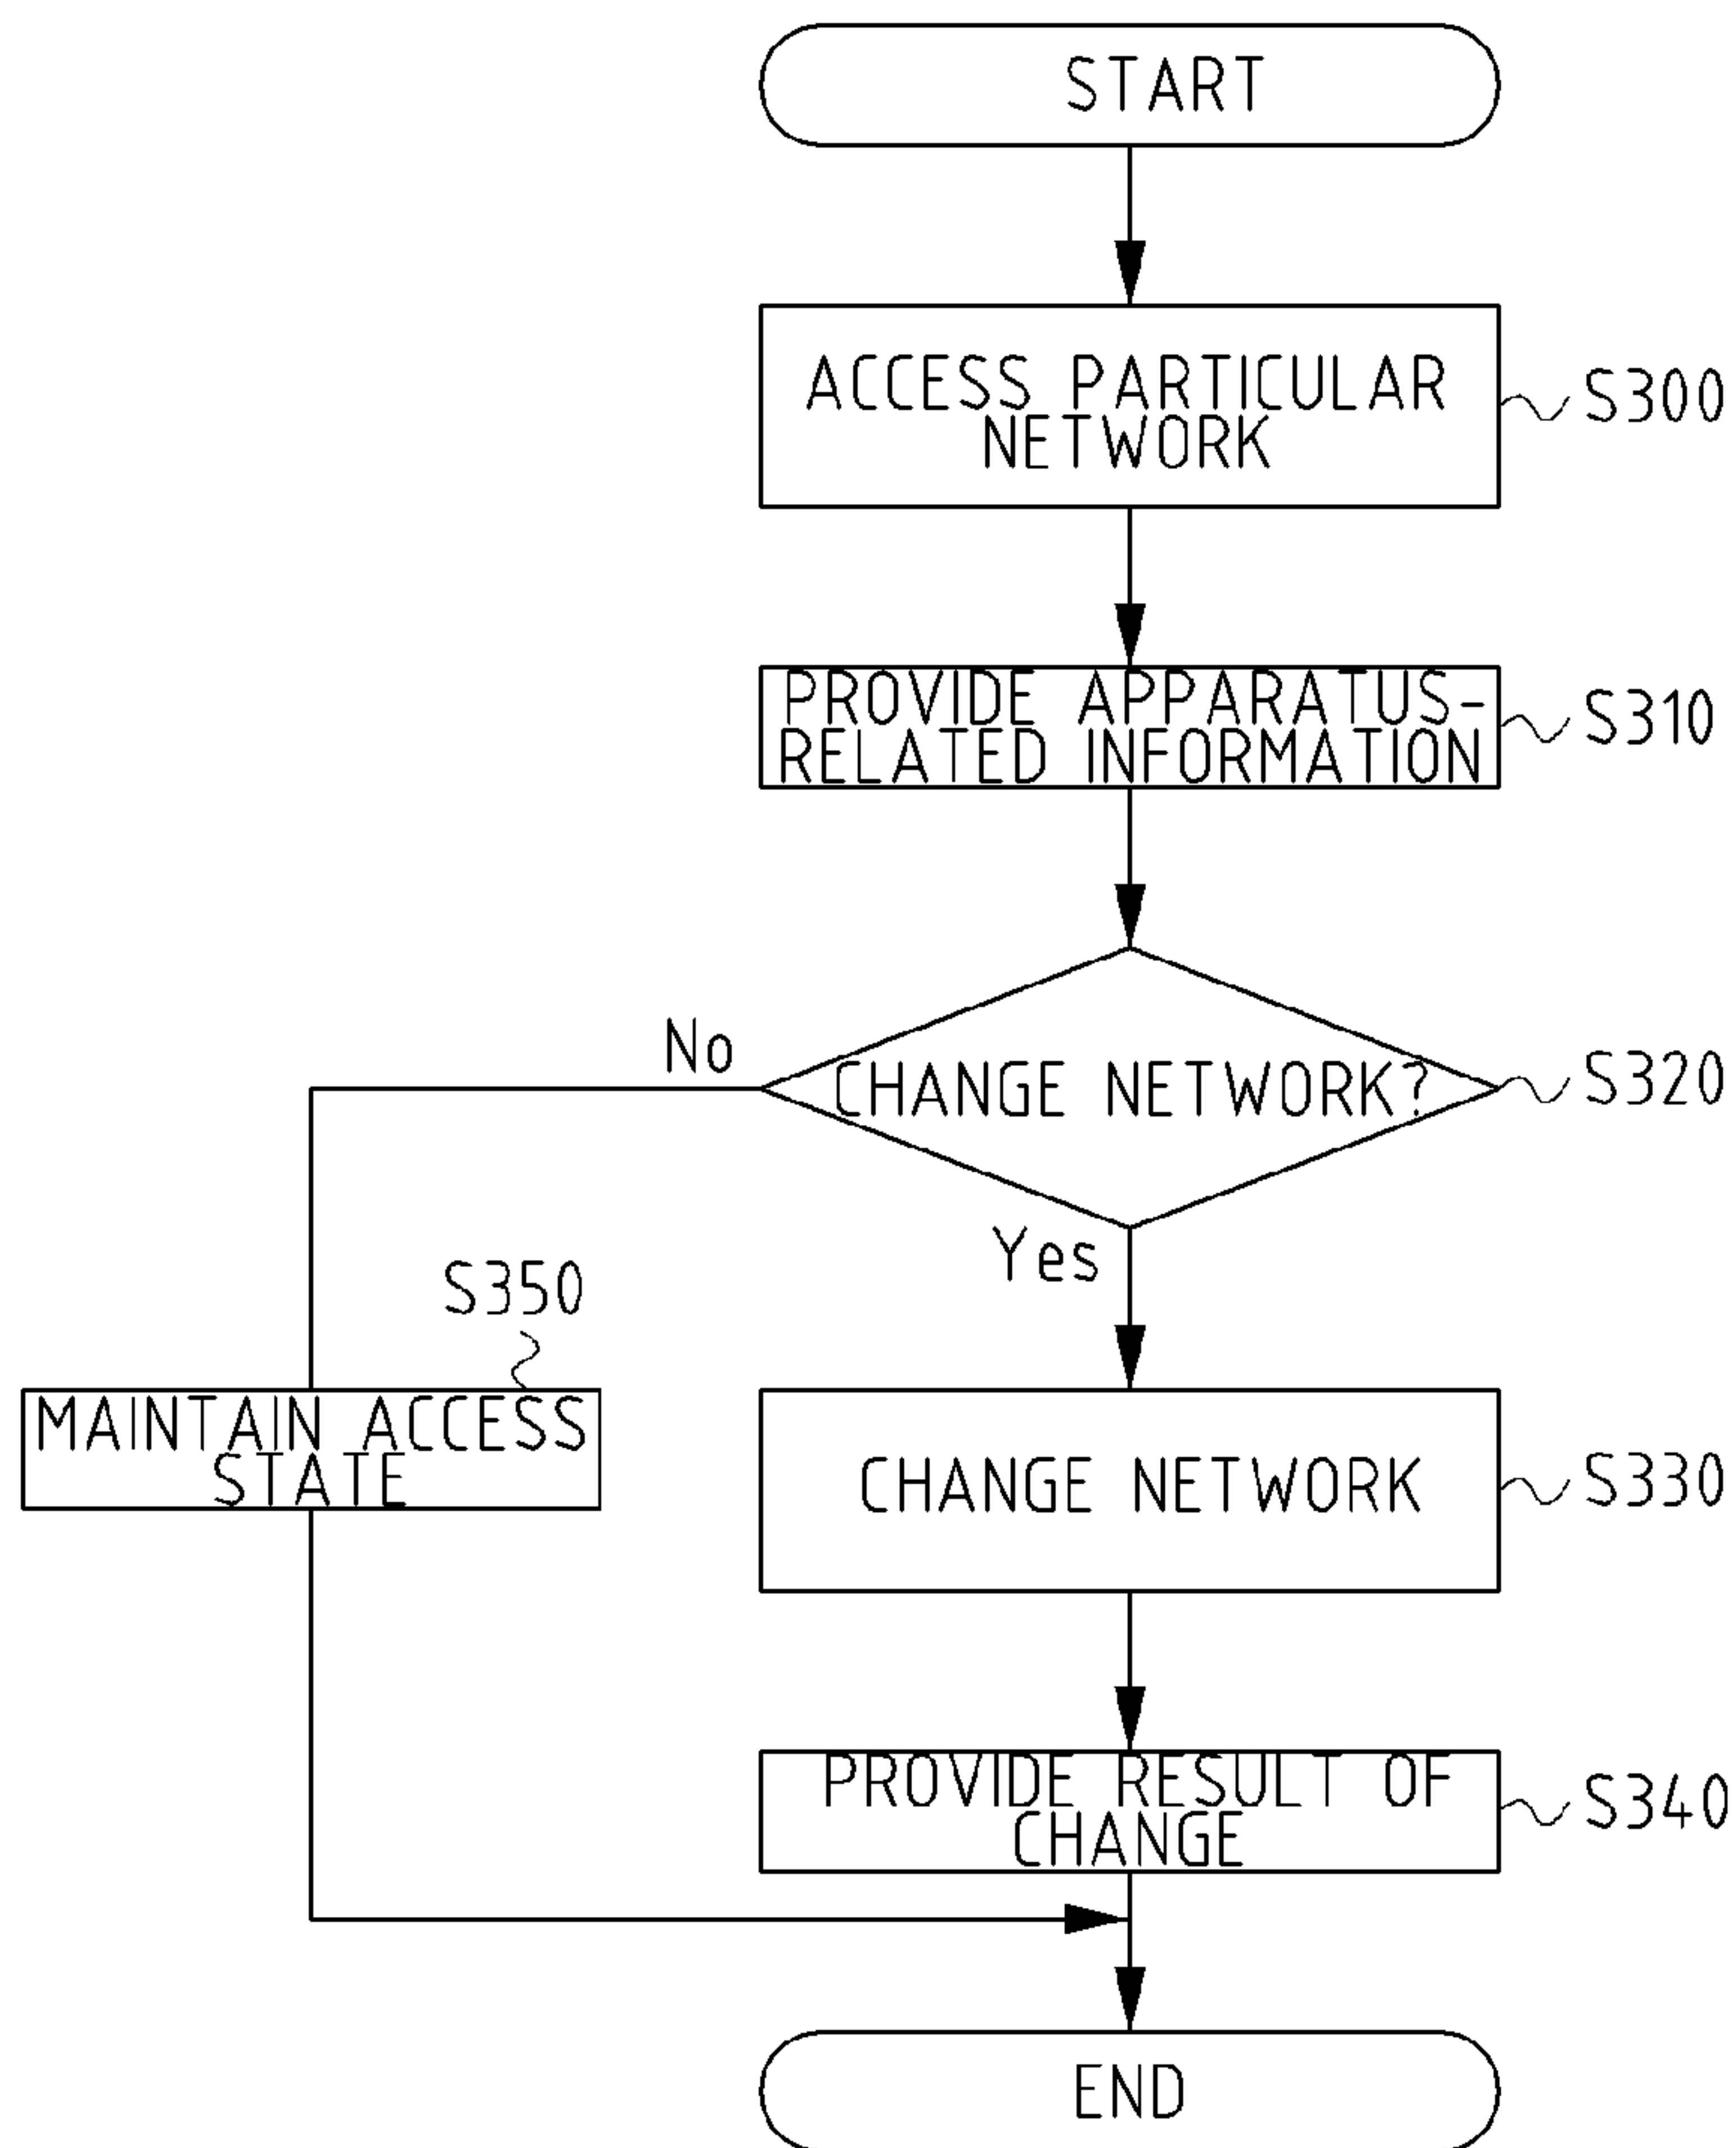 START
ACCESS PARTICULAR
NETWORK
S300
PROVIDE APPARATUS-
RELATED INFORMATION
S310
No
CHANGE NETWORK?
S320
Yes
S350
MAINTAIN ACCESS
STATE
CHANGE NETWORK
S330
PROVIDE RESULT OF
CHANGE
S340
END